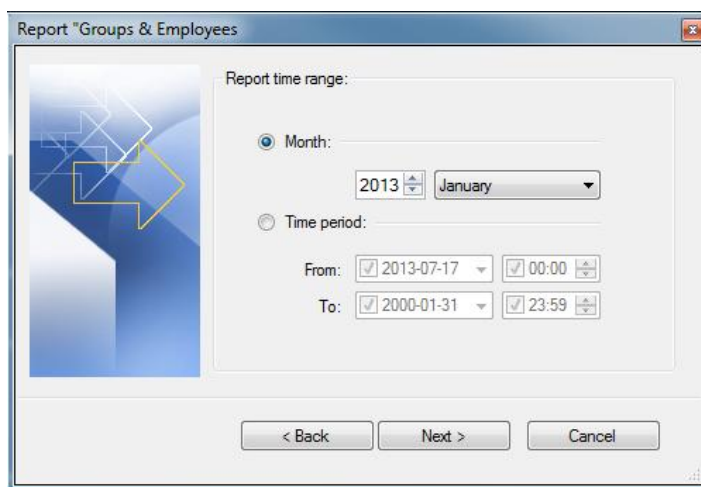 Report "Groups & Employees
Report time range:
Month:
2013 January
Time period:
From: 2013-07-17 00:00
To: 2000-01-31 23:59
< Back Next > Cancel